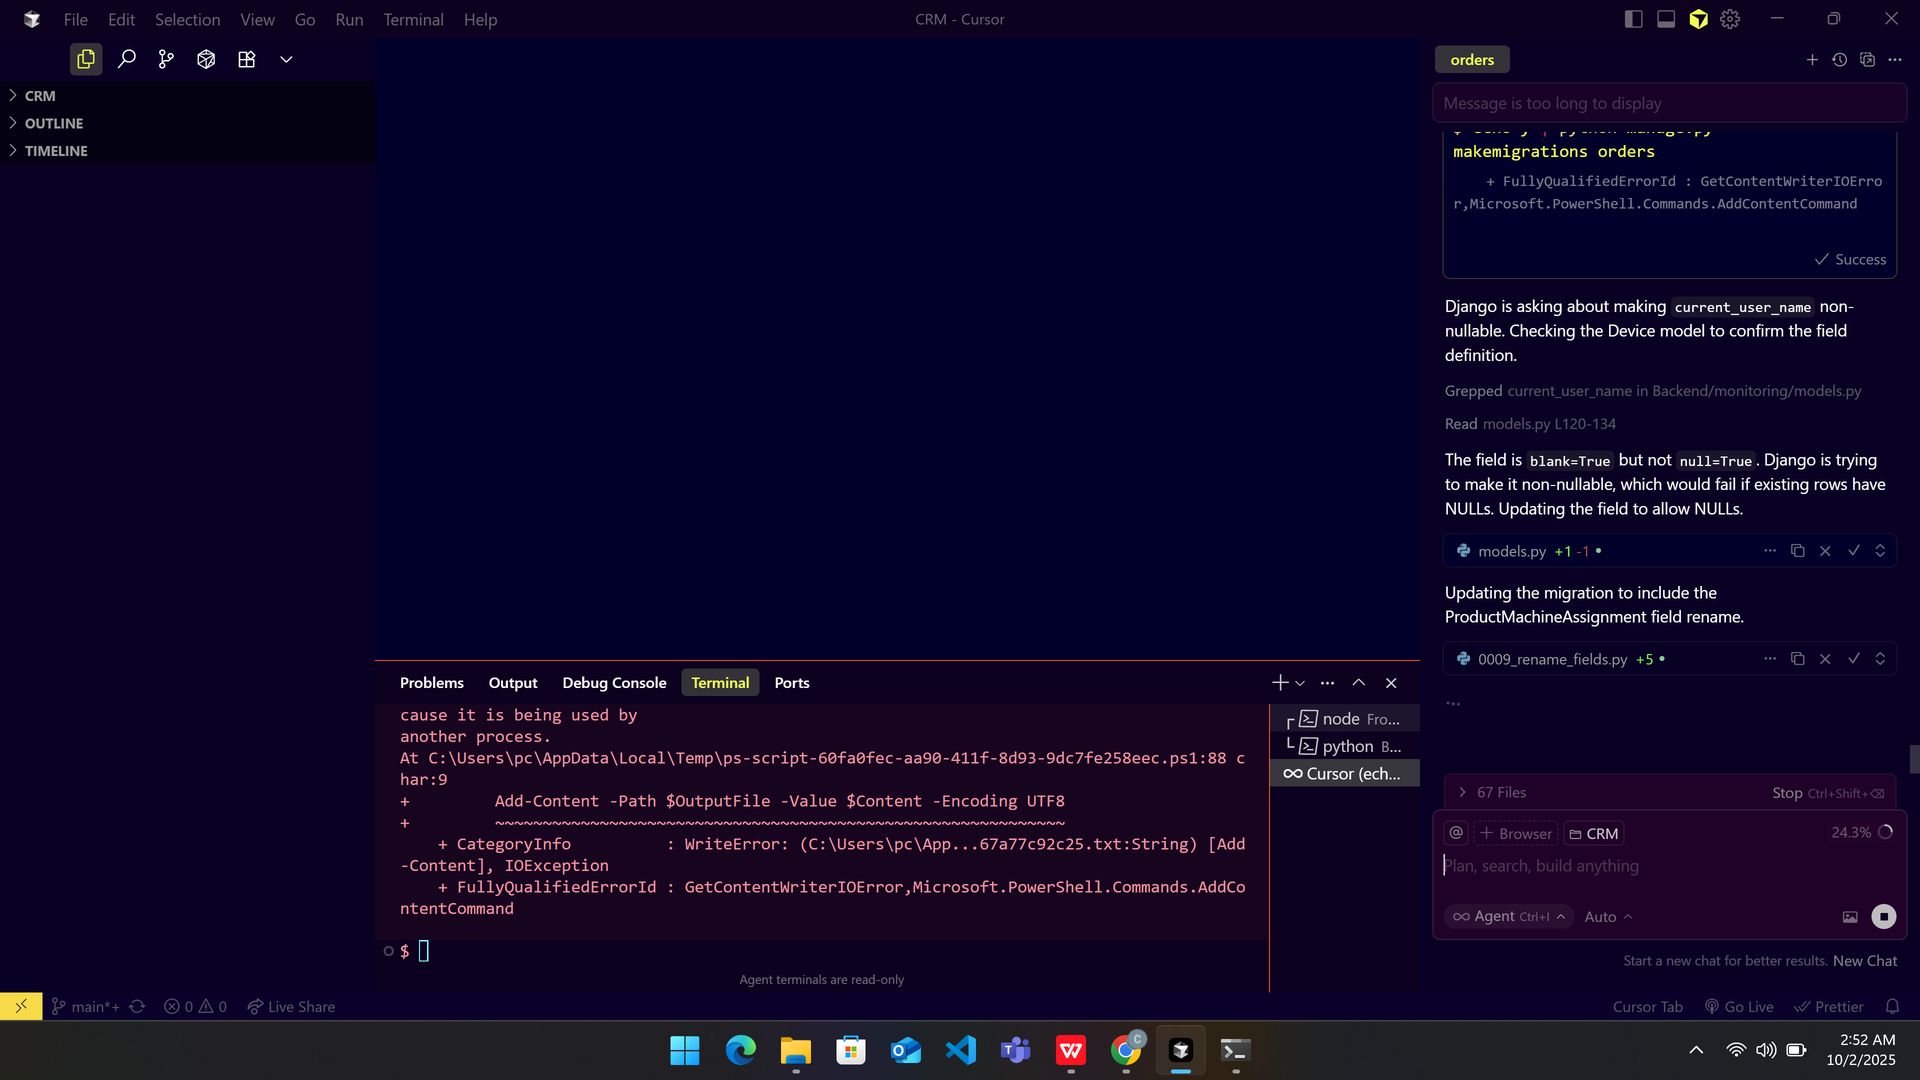 File Edit Selection View Go Run Terminal Help
CRM - Cursor
CRM
OUTLINE
TIMELINE
orders
Message is too long to display
makemigrations orders
+ FullyQualifiedErrorId : GetContentWriterIOErro
r,Microsoft.PowerShell.Commands.AddContentCommand
Success
Django is asking about making current_user_name non-
nullable. Checking the Device model to confirm the field
definition.
Grepped current_user_name in Backend/monitoring/models.py
Read models.py L120-134
The field is blank=True but not null=True. Django is trying
to make it non-nullable, which would fail if existing rows have
NULLs. Updating the field to allow NULLs.
models.py +1 -1
Updating the migration to include the
ProductMachineAssignment field rename.
0009_rename_fields.py +5
67 Files Stop Ctrl+Shift+
@ + Browser CRM 24.3%
Plan, search, build anything
Agent Ctrl+I Auto
Start a new chat for better results. New Chat
Problems Output Debug Console Terminal Ports
cause it is being used by
another process.
At C:\Users\pc\AppData\Local\Temp\ps-script-60fa0fec-aa90-411f-8d93-9dc7fe258eec.ps1:88 c
har:9
+ Add-Content -Path $OutputFile -Value $Content -Encoding UTF8
+ ~~~~~~~~~~~~~~~~~~~~~~~~~~~~~~~~~~~~~~~~~~~~~~~~~~~~~~~~~~~~
+ CategoryInfo : WriteError: (C:\Users\pc\App...67a77c92c25.txt:String) [Add
-Content], IOException
+ FullyQualifiedErrorId : GetContentWriterIOError,Microsoft.PowerShell.Commands.AddCo
ntentCommand
$
Agent terminals are read-only
node Fro...
python B...
Cursor (ech...
main*+ 0 0 Live Share
Cursor Tab Go Live Prettier
2:52 AM
10/2/2025